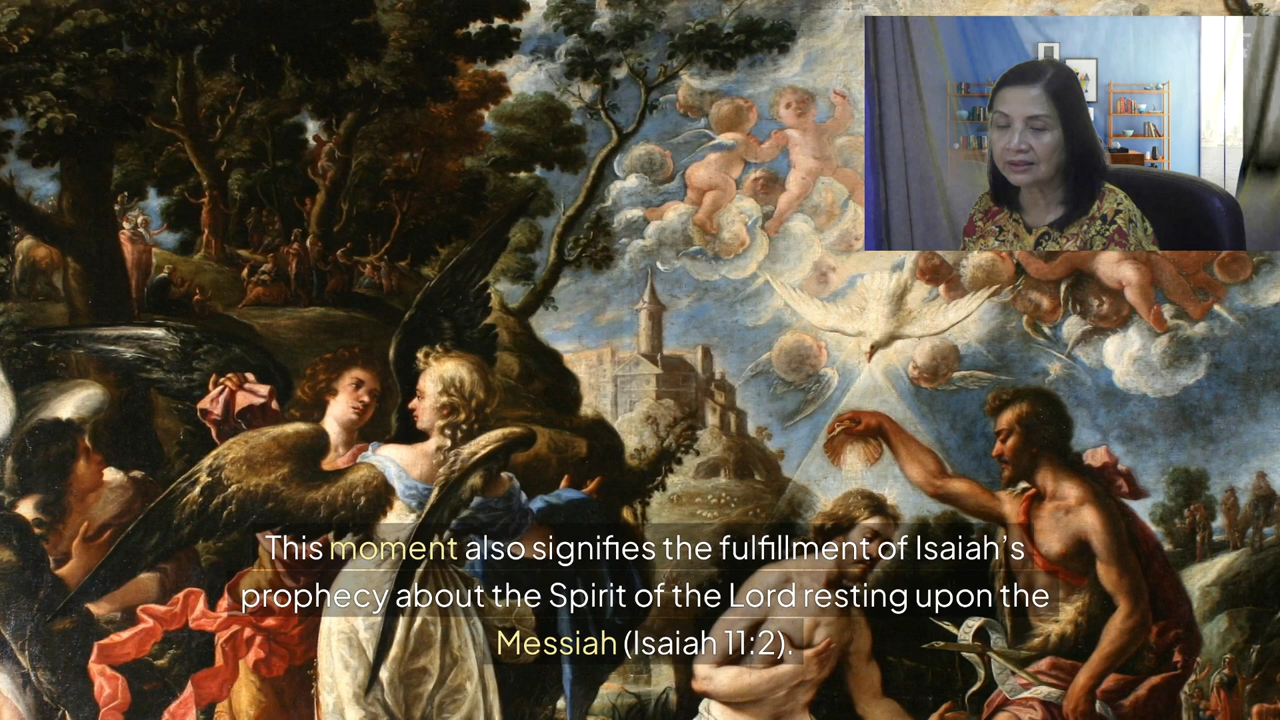 This moment also signifies the fulfillment of Isaiah’s
prophecy about the Spirit of the Lord resting upon the
Messiah (Isaiah 11:2).